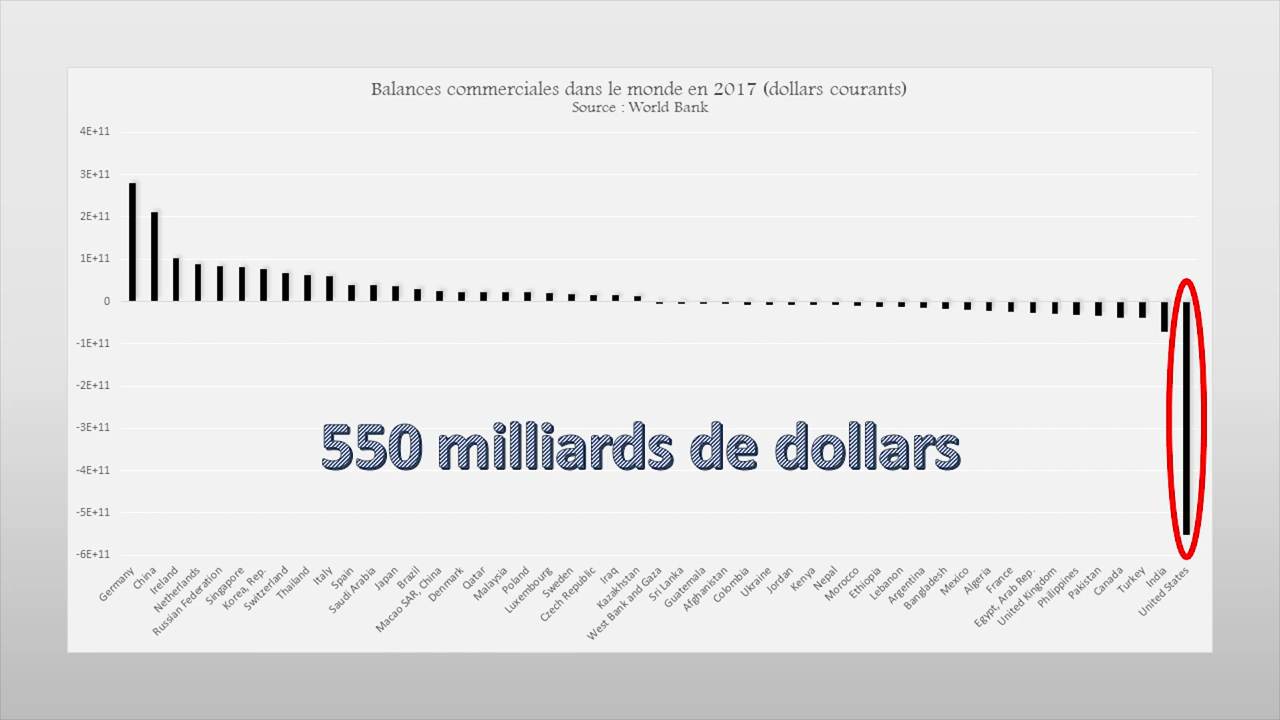 Balances commerciales dans le monde en 2017 (dollars courants)
Source : World Bank
4E+11
3E+11
2E+11
1E+11
0
-1E+11
-2E+11
-3E+11
-4E+11
-5E+11
-6E+11
550 milliards de dollars
Germany
China
Ireland
Netherlands
Russian Federation
Singapore
Korea, Rep.
Switzerland
Thailand
Italy
Spain
Saudi Arabia
Japan
Brazil
Macao SAR, China
Denmark
Qatar
Malaysia
Poland
Luxembourg
Sweden
Czech Republic
Iraq
Kazakhstan
West Bank and Gaza
Sri Lanka
Guatemala
Afghanistan
Colombia
Ukraine
Jordan
Kenya
Nepal
Morocco
Ethiopia
Lebanon
Argentina
Bangladesh
Mexico
Algeria
France
Egypt, Arab Rep.
United Kingdom
Philippines
Pakistan
Canada
Turkey
India
United States